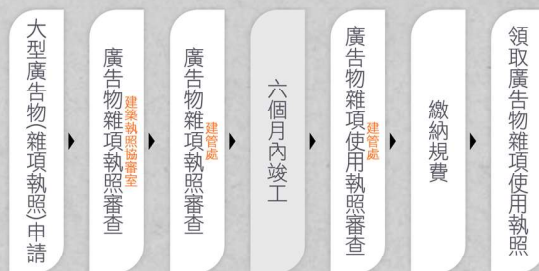 大型廣告物(雜項執照)申請
廣告物雜項執照審查
建築執照協審室
廣告物雜項執照審查
建管處
六個月內竣工
廣告物雜項使用執照審查
建管處
繳納規費
領取廣告物雜項使用執照